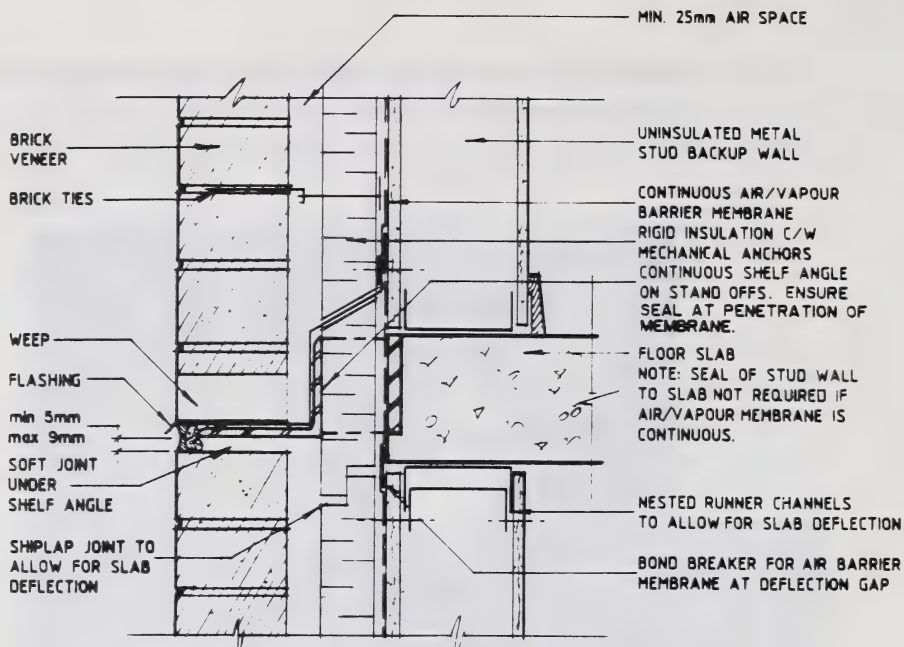 MIN. 25mm AIR SPACE
BRICK
VENEER
BRICK TIES
WEEP
FLASHING
min 5mm
max 9mm
SOFT JOINT
UNDER
SHELF ANGLE
SHIPLAP JOINT TO
ALLOW FOR SLAB
DEFLECTION
UNINSULATED METAL
STUD BACKUP WALL
CONTINUOUS AIR/VAPOUR
BARRIER MEMBRANE
RIGID INSULATION C/W
MECHANICAL ANCHORS
CONTINUOUS SHELF ANGLE
ON STAND OFFS. ENSURE
SEAL AT PENETRATION OF
MEMBRANE.
FLOOR SLAB
NOTE: SEAL OF STUD WALL
TO SLAB NOT REQUIRED IF
AIR/VAPOUR MEMBRANE IS
CONTINUOUS.
NESTED RUNNER CHANNELS
TO ALLOW FOR SLAB DEFLECTION
BOND BREAKER FOR AIR BARRIER
MEMBRANE AT DEFLECTION GAP